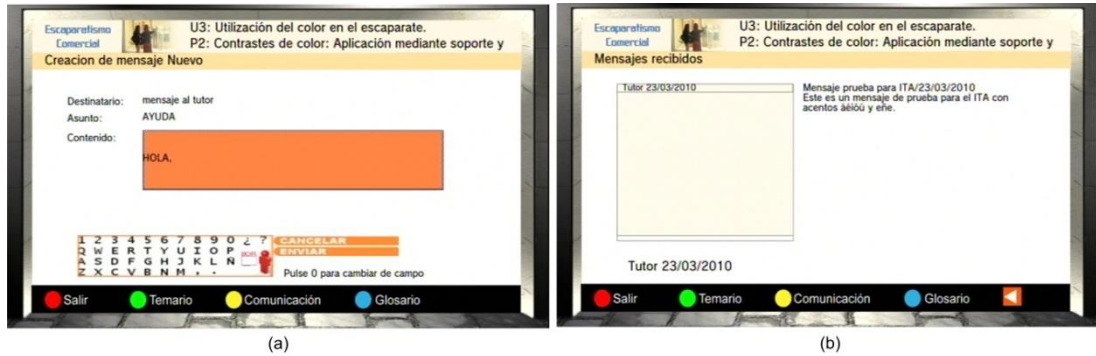 Escaparatismo
Comercial
U3: Utilización del color en el escaparate.
P2: Contrastes de color: Aplicación mediante soporte y
Creacion de mensaje Nuevo
Destinatario: mensaje al tutor
Asunto: AYUDA
Contenido:
HOLA,
1 2 3 4 5 6 7 8 9 0 ¿ ?
Q W E R T Y U I O P
A S D F G H J K L Ñ
Z X C V B N M , .
CANCELAR
ENVIAR
Pulse 0 para cambiar de campo
Salir Temario Comunicación Glosario
(a)
Escaparatismo
Comercial
U3: Utilización del color en el escaparate.
P2: Contrastes de color: Aplicación mediante soporte y
Mensajes recibidos
Tutor 23/03/2010
Mensaje prueba para ITA/23/03/2010
Este es un mensaje de prueba para el ITA con
acentos áéíóú y eñe.
Tutor 23/03/2010
Salir Temario Comunicación Glosario
(b)